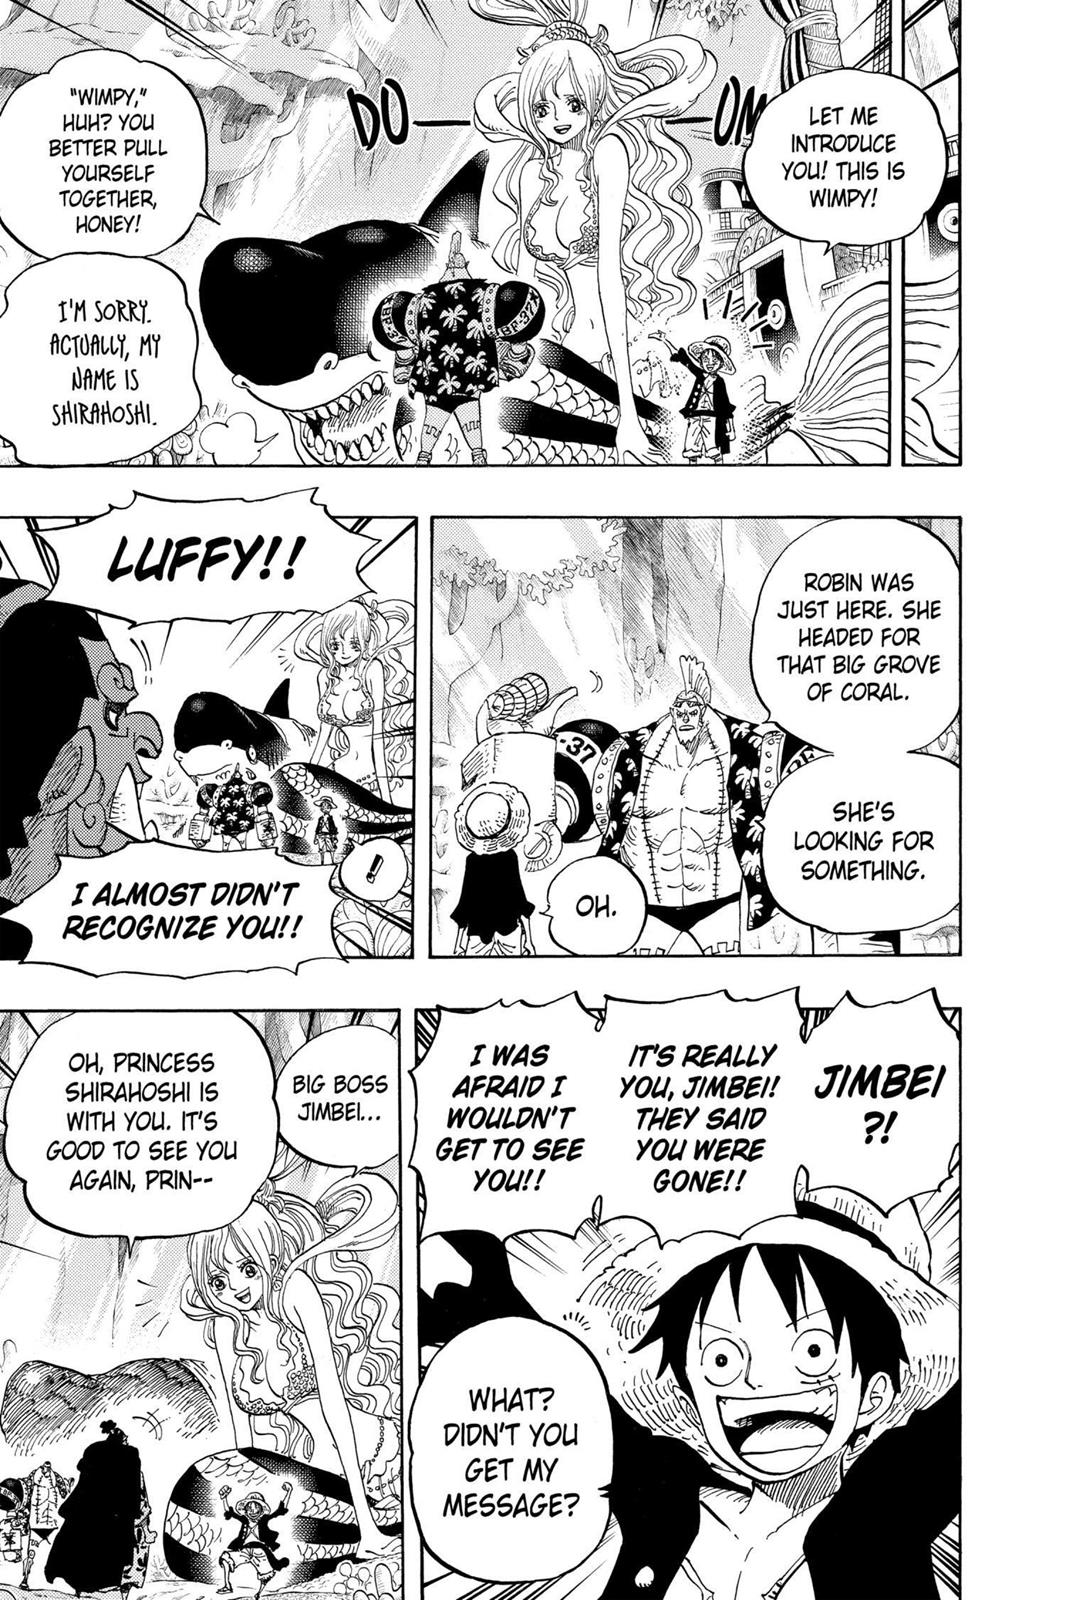 LET ME
INTRODUCE
YOU! THIS IS
WIMPY!
DO—OM
"WIMPY,"
HUH? YOU
BETTER PULL
YOURSELF
TOGETHER,
HONEY!
I'M SORRY.
ACTUALLY, MY
NAME IS
SHIRAHOSHI.
BF-37
ROBIN WAS
JUST HERE. SHE
HEADED FOR
THAT BIG GROVE
OF CORAL.
SHE'S
LOOKING FOR
SOMETHING.
-37
BF
OH.
LUFFY!!
!
I ALMOST DIDN'T
RECOGNIZE YOU!!
JIMBEI
?!
IT'S REALLY
YOU, JIMBEI!
THEY SAID
YOU WERE
GONE!!
I WAS
AFRAID I
WOULDN'T
GET TO SEE
YOU!!
WHAT?
DIDN'T YOU
GET MY
MESSAGE?
BIG BOSS
JIMBEI...
OH, PRINCESS
SHIRAHOSHI IS
WITH YOU. IT'S
GOOD TO SEE YOU
AGAIN, PRIN--